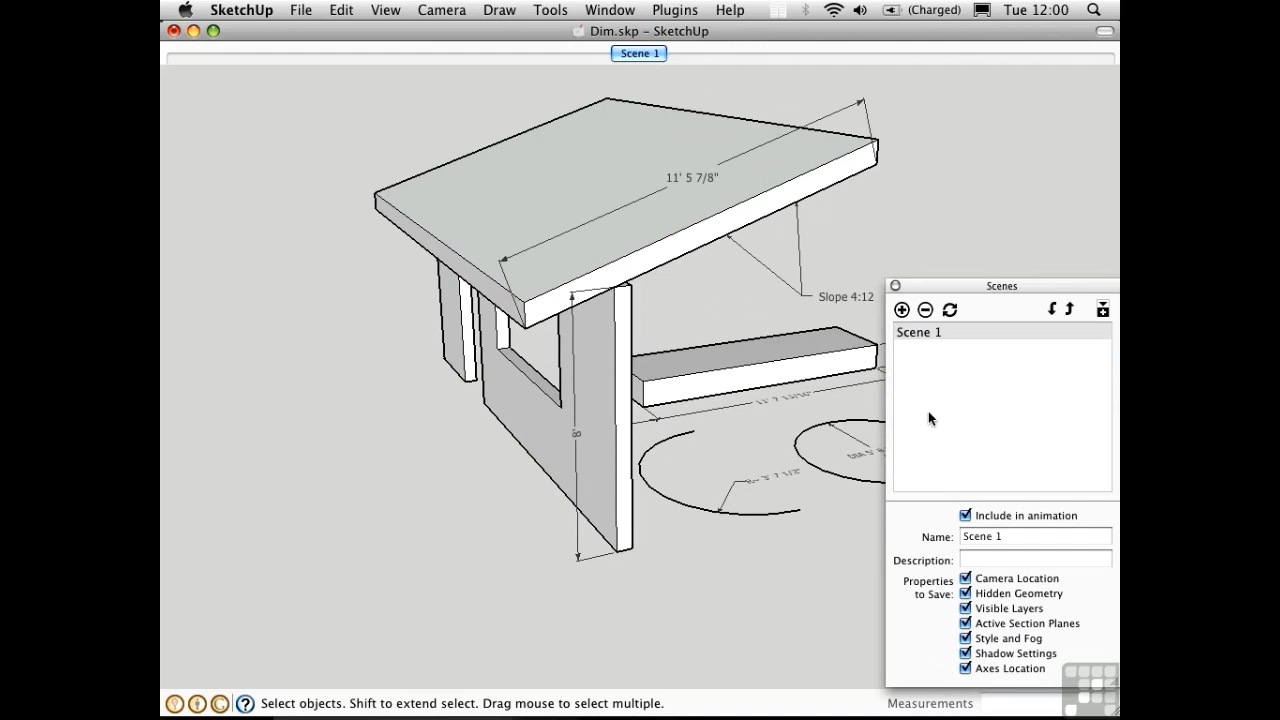 SketchUp File Edit View Camera Draw Tools Window Plugins Help (Charged) Tue 12:00
Dim.skp – SketchUp
Scene 1
11' 5 7/8"
Slope 4:12
Scenes
Scene 1
8'
Include in animation
Name: Scene 1
Description:
Properties to Save:
Camera Location
Hidden Geometry
Visible Layers
Active Section Planes
Style and Fog
Shadow Settings
Axes Location
Select objects. Shift to extend select. Drag mouse to select multiple.
Measurements